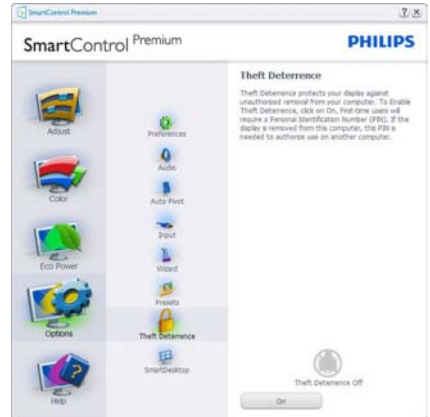 SmartControl Premium
SmartControl Premium
PHILIPS
Adjust
Color
Eco Power
Options
Help
Preferences
Audio
Auto Pivot
Input
Wizard
Presets
Theft Deterrence
SmartDesktop
Theft Deterrence
Theft Deterrence protects your display against
unauthorized removal from your computer. To Enable
Theft Deterrence, click on On. First-time users will
require a Personal Identification Number (PIN). If the
display is removed from this computer, this PIN is
needed to authorize use on another computer.
Theft Deterrence Off
On